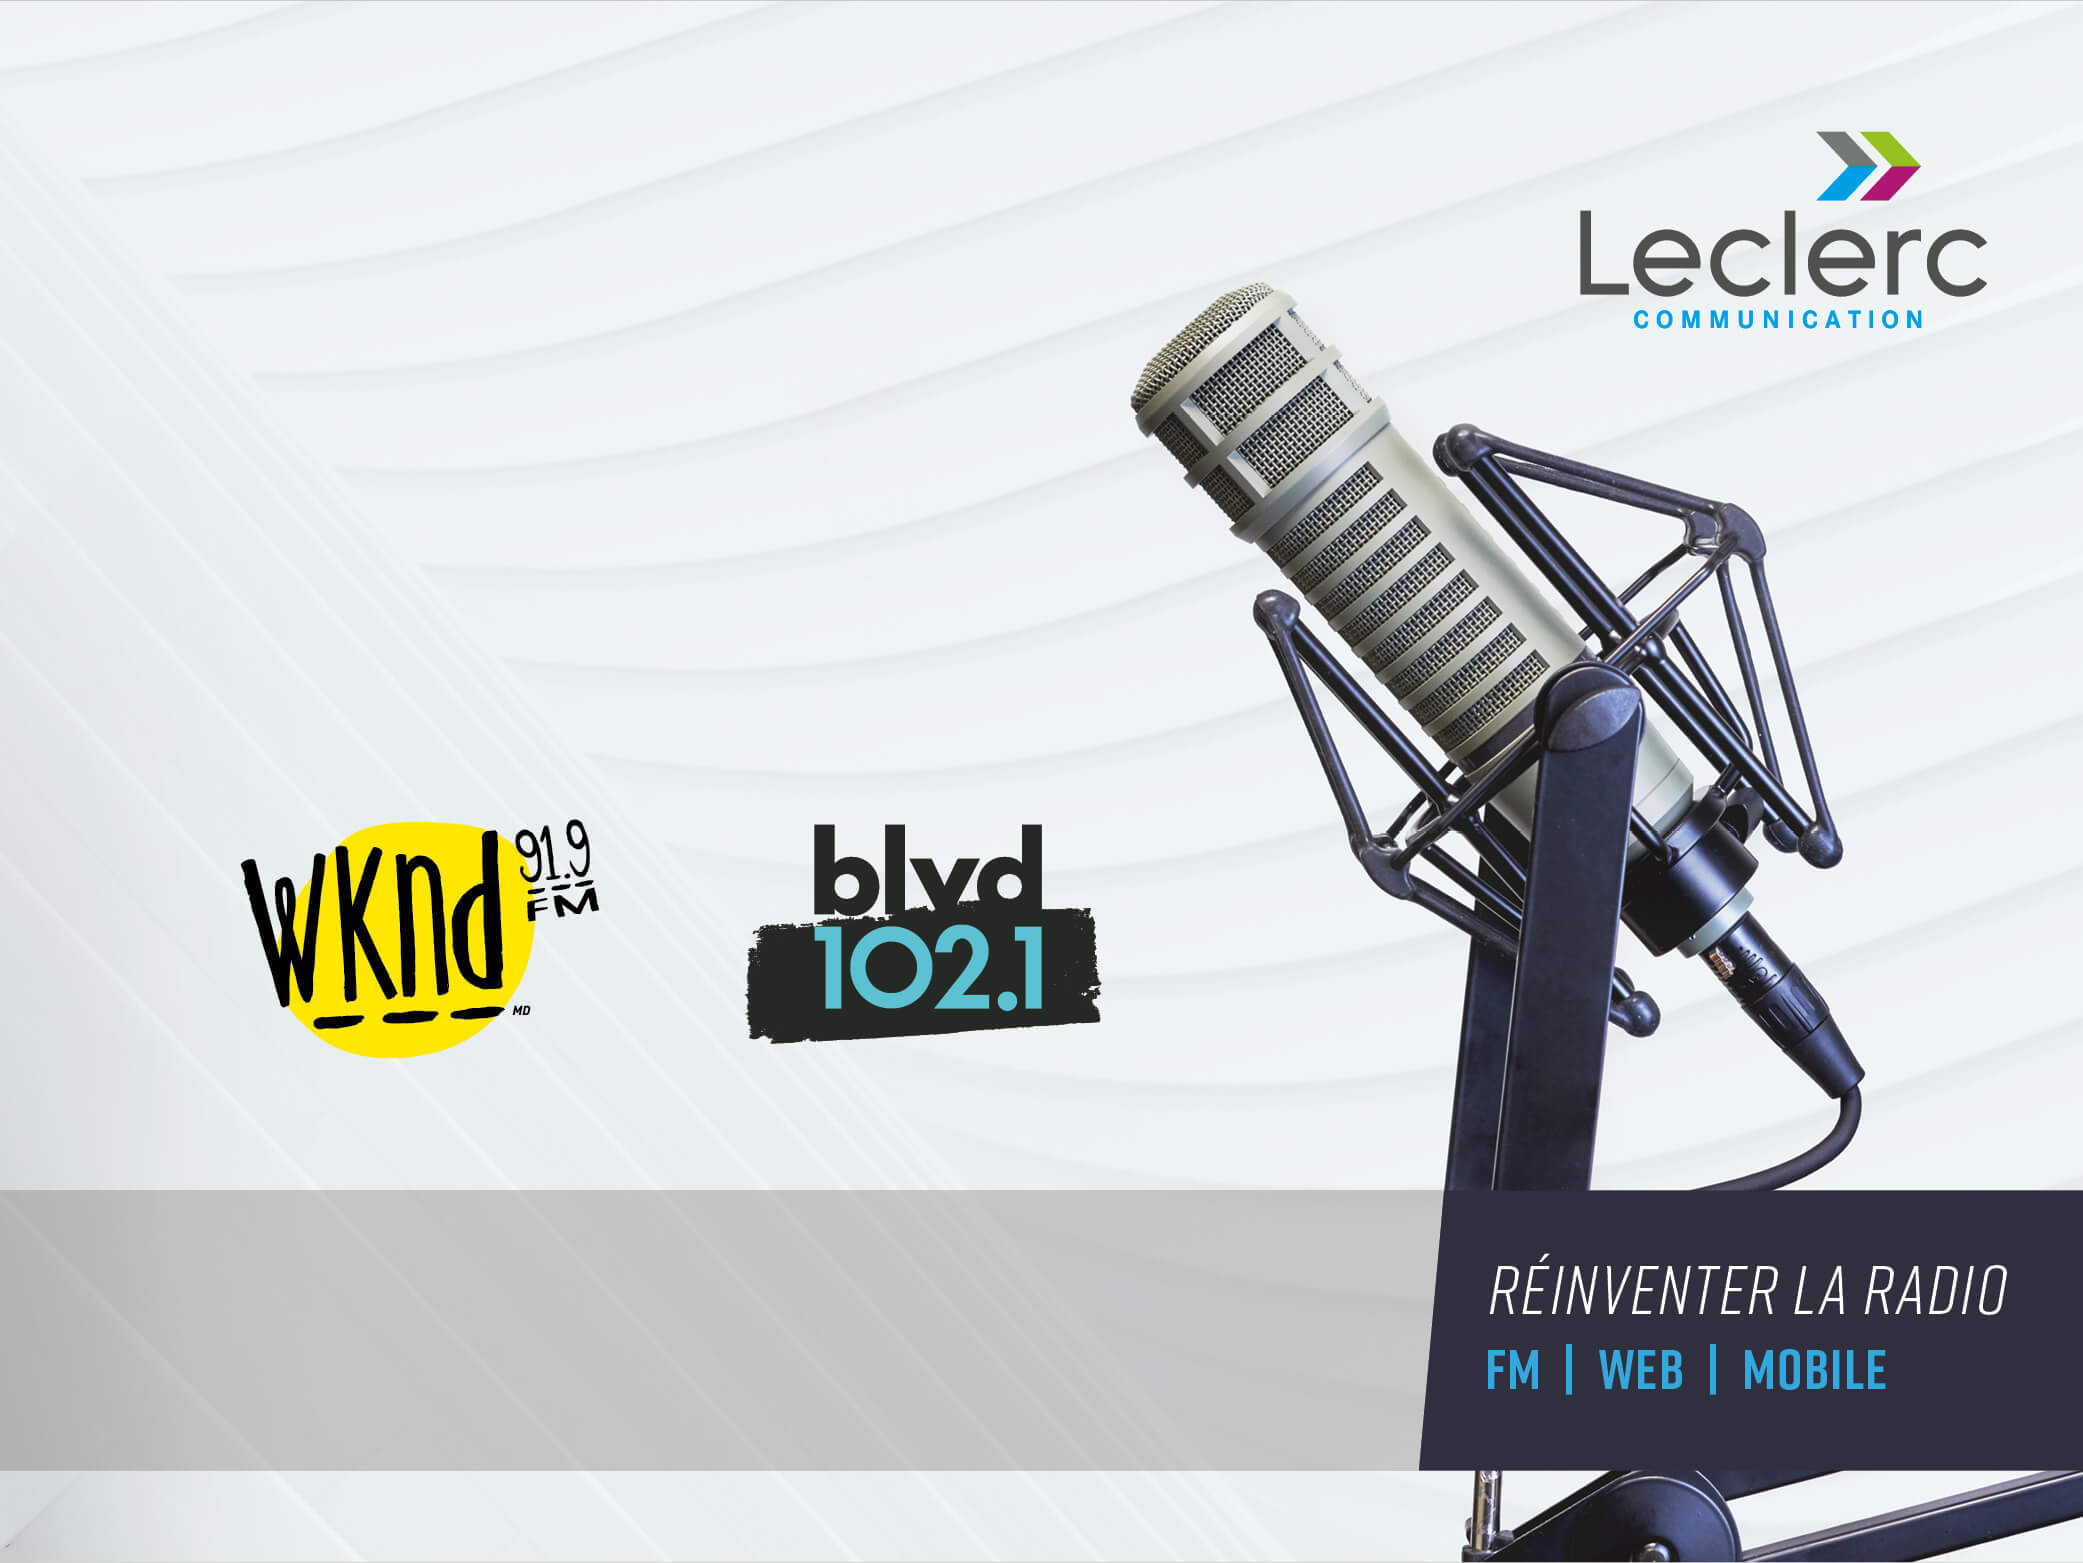 Leclerc
COMMUNICATION
wknd 91.9
FM
MD
blvd
102.1
RÉINVENTER LA RADIO
FM | WEB | MOBILE